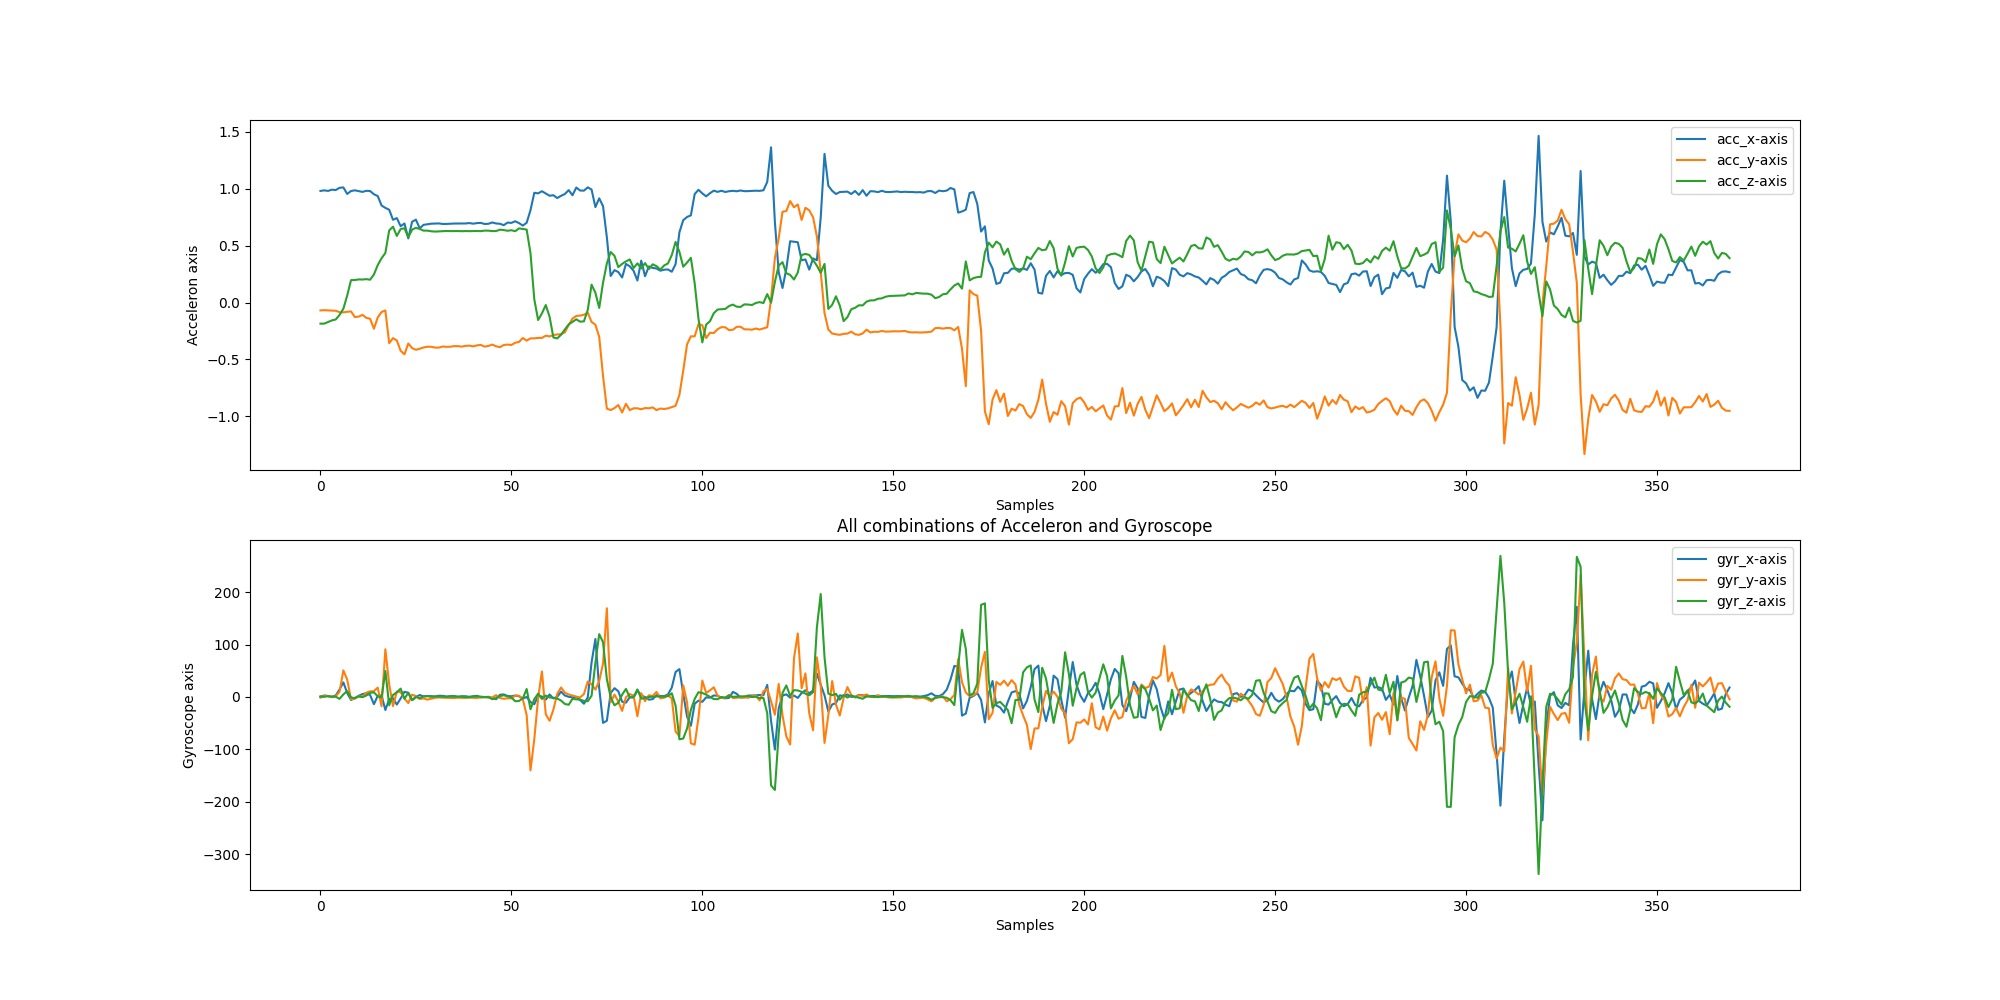 1.5
1.0
0.5
0.0
−0.5
−1.0
Acceleron axis
acc_x-axis
acc_y-axis
acc_z-axis
0 50 100 150 200 250 300 350
Samples
All combinations of Acceleron and Gyroscope
200
100
0
−100
−200
−300
Gyroscope axis
gyr_x-axis
gyr_y-axis
gyr_z-axis
0 50 100 150 200 250 300 350
Samples